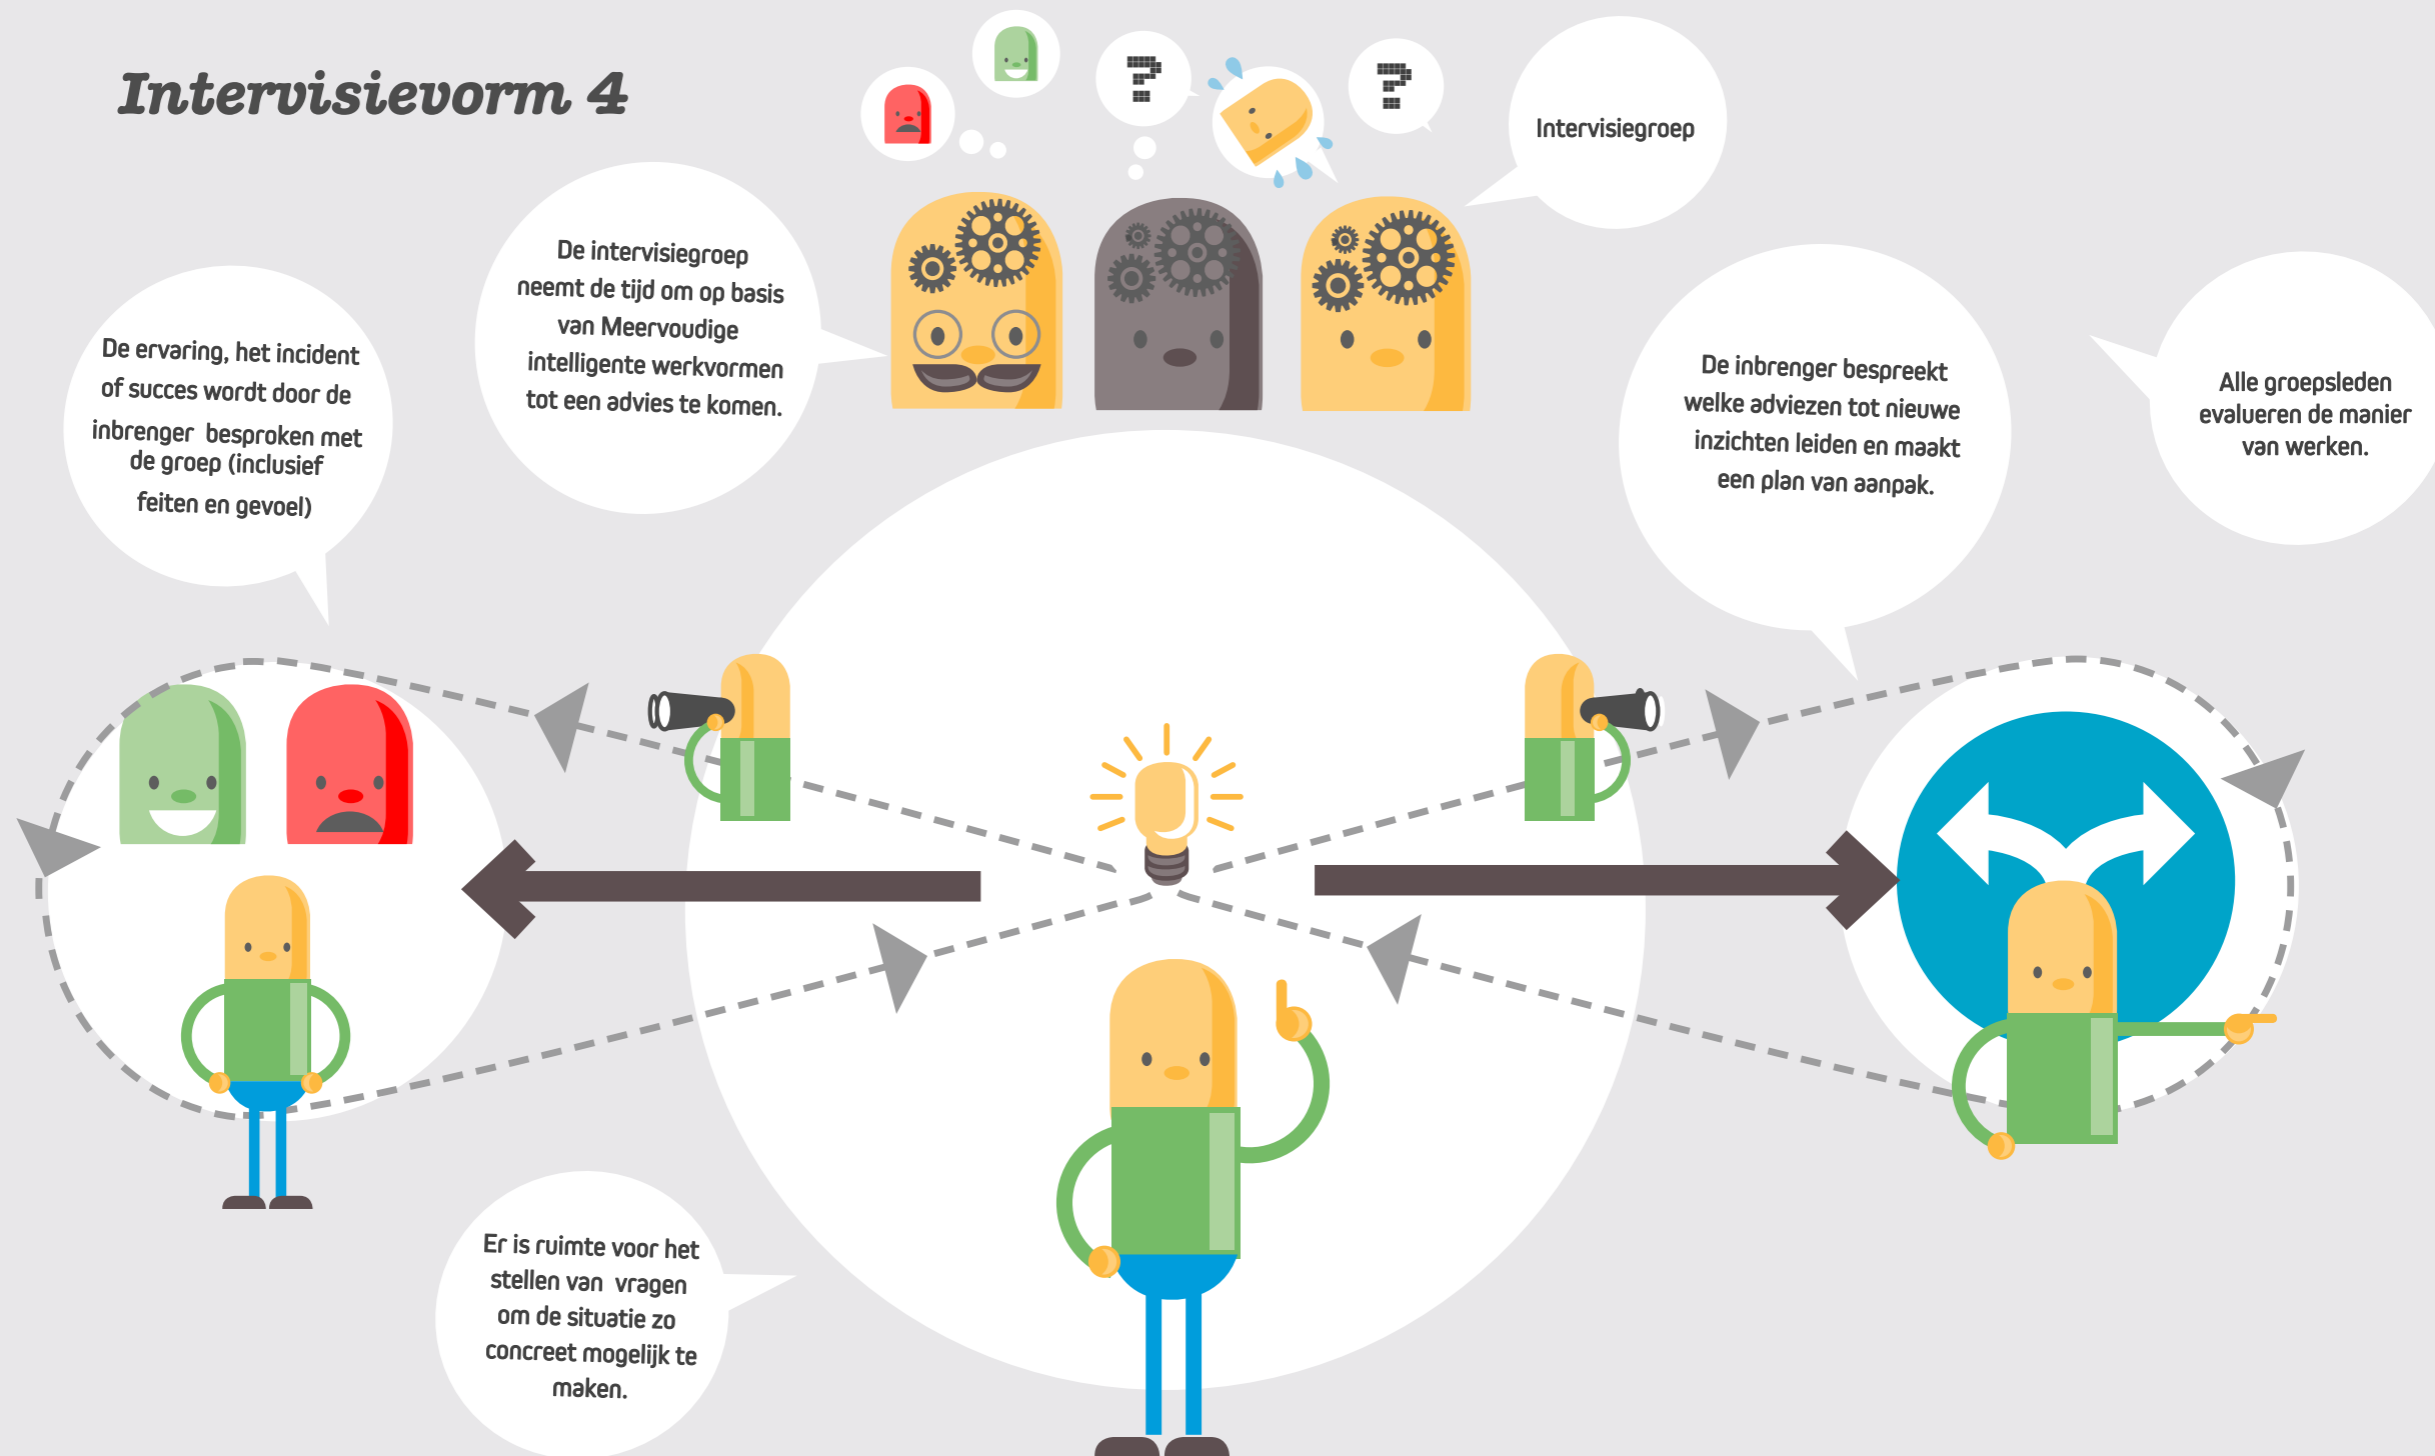 Intervisievorm 4
?
?
Intervisiegroep
De intervisiegroep
neemt de tijd om op basis
van Meervoudige
intelligente werkvormen
tot een advies te komen.
De ervaring, het incident
of succes wordt door de
inbrenger besproken met
de groep (inclusief
feiten en gevoel)
De inbrenger bespreekt
welke adviezen tot nieuwe
inzichten leiden en maakt
een plan van aanpak.
Alle groepsleden
evalueren de manier
van werken.
Er is ruimte voor het
stellen van vragen
om de situatie zo
concreet mogelijk te
maken.